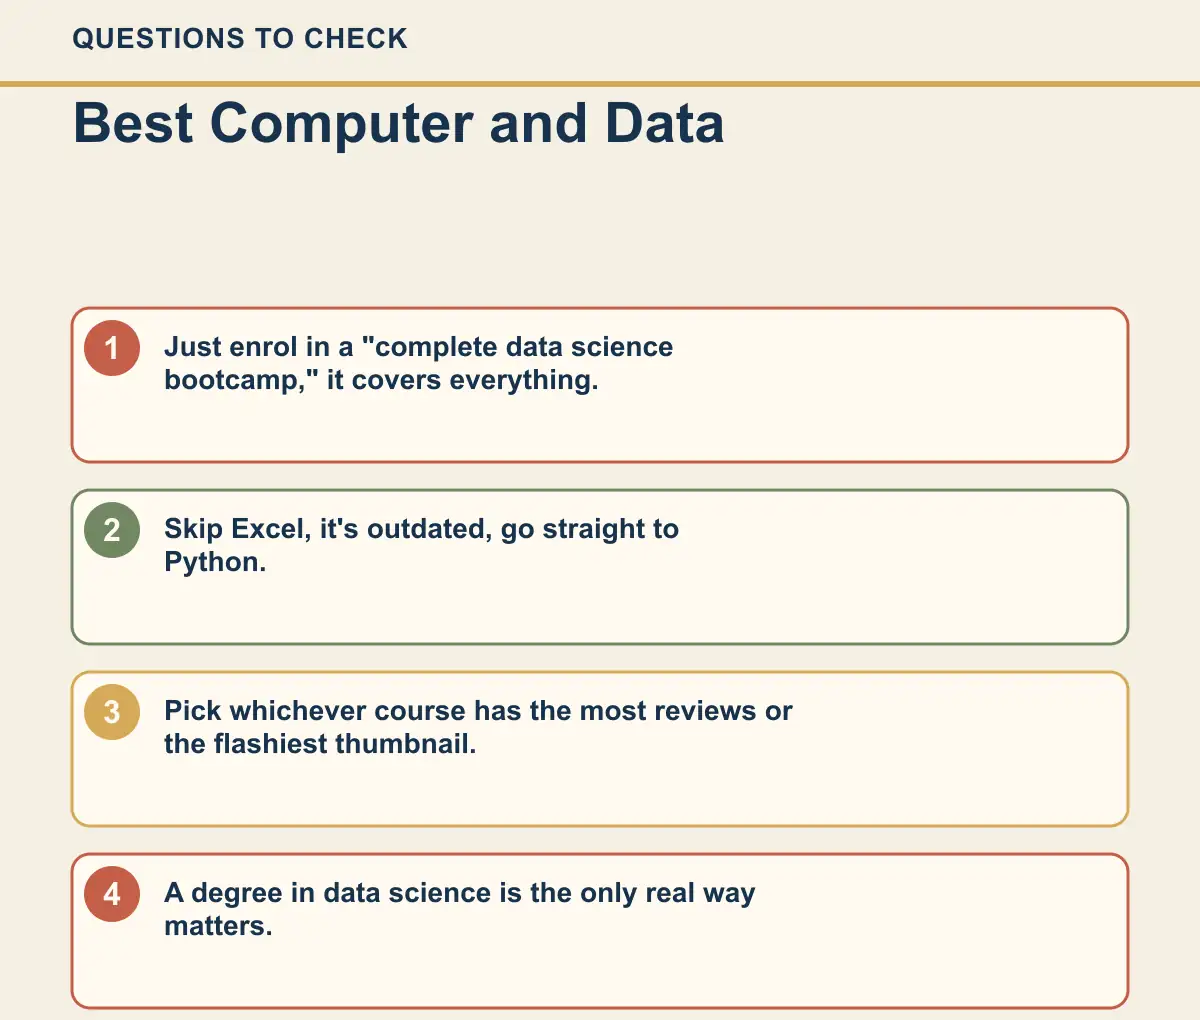 QUESTIONS TO CHECK
Best Computer and Data
1
Just enrol in a "complete data science
bootcamp," it covers everything.
2
Skip Excel, it's outdated, go straight to
Python.
3
Pick whichever course has the most reviews or
the flashiest thumbnail.
4
A degree in data science is the only real way
matters.